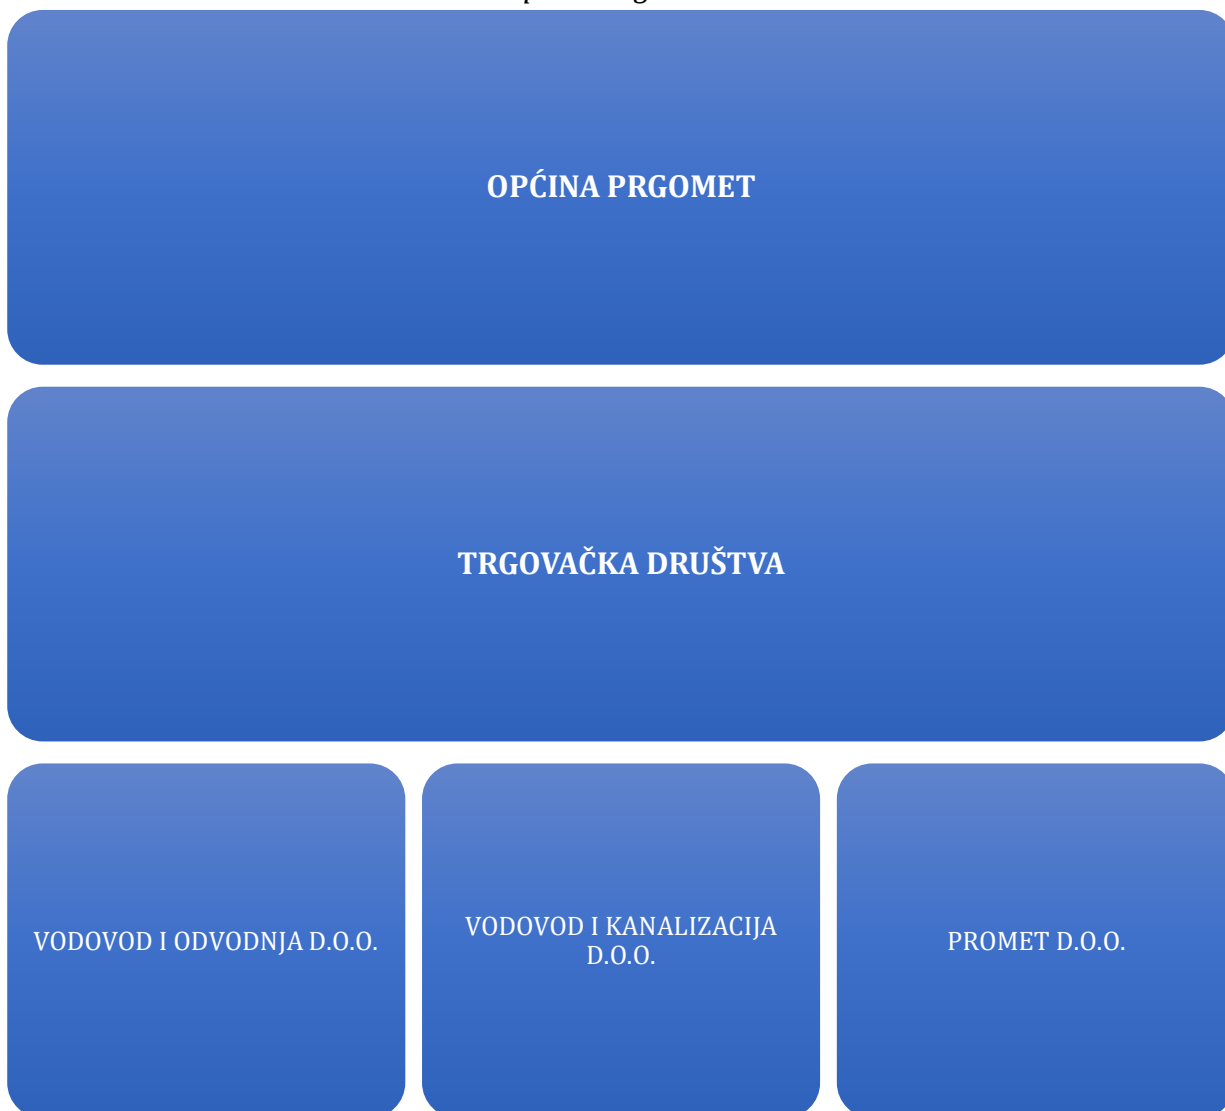 OPĆINA PRGOMET
TRGOVAČKA DRUŠTVA
VODOVOD I ODVODNJA D.O.O.
VODOVOD I KANALIZACIJA
D.O.O.
PROMET D.O.O.